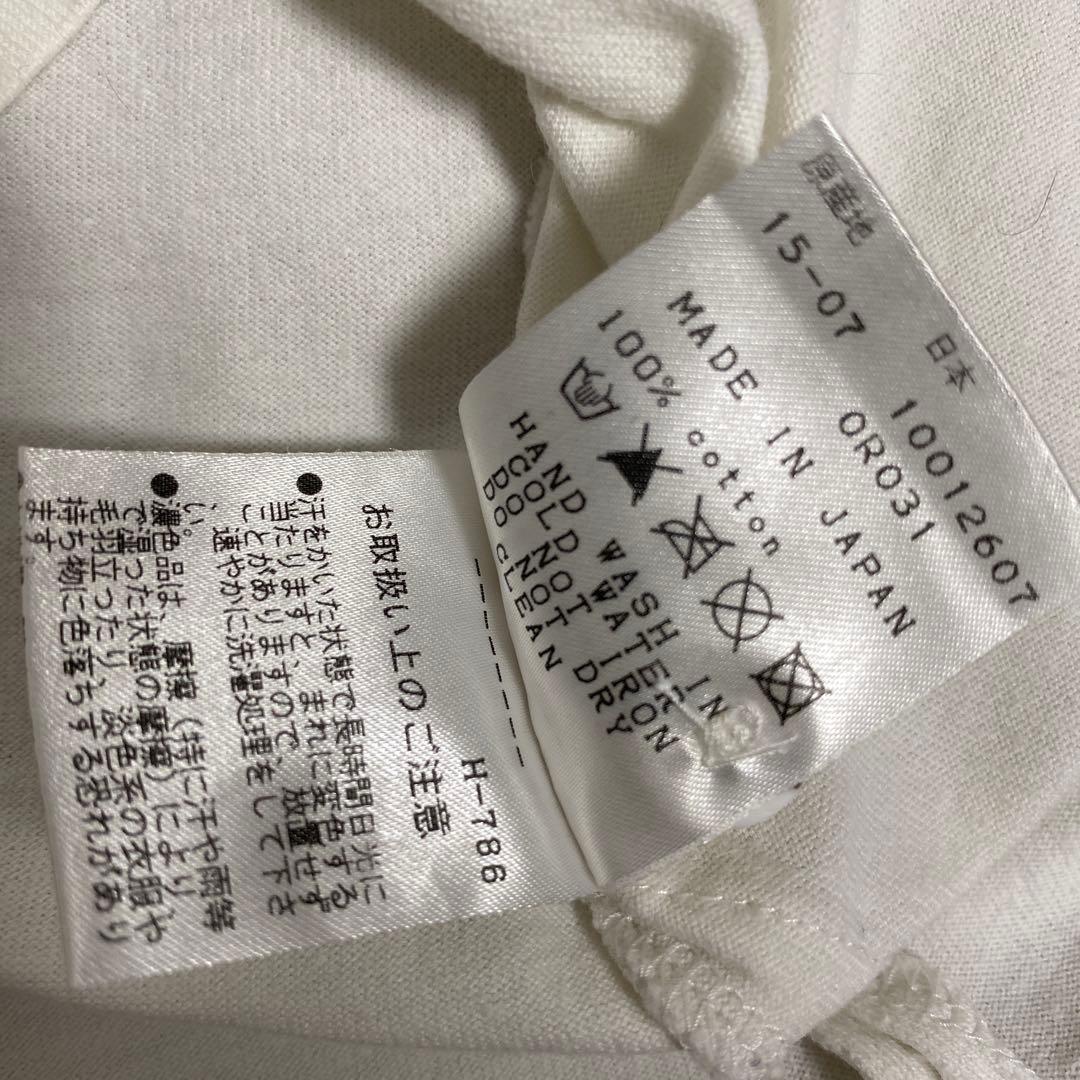 原産地 日本
15-07 10012607
OR031
MADE IN JAPAN
100% cotton
HAND WASH IN
COLD WATER
DO NOT IRON
DO NOT DRY
CLEAN
H-786
お取扱い上のご注意
●汗をかいた状態で長時間日光に
当たりますと、まれに変色する
ことがありますので、放置せず
速やかに洗濯処理をして下さ
い。
●濃色品は、摩擦(特に汗や雨等
で湿った状態の摩擦)により
毛羽立ったり、淡色系の衣服や
持ち物に色落ちする恐れがあり
ま